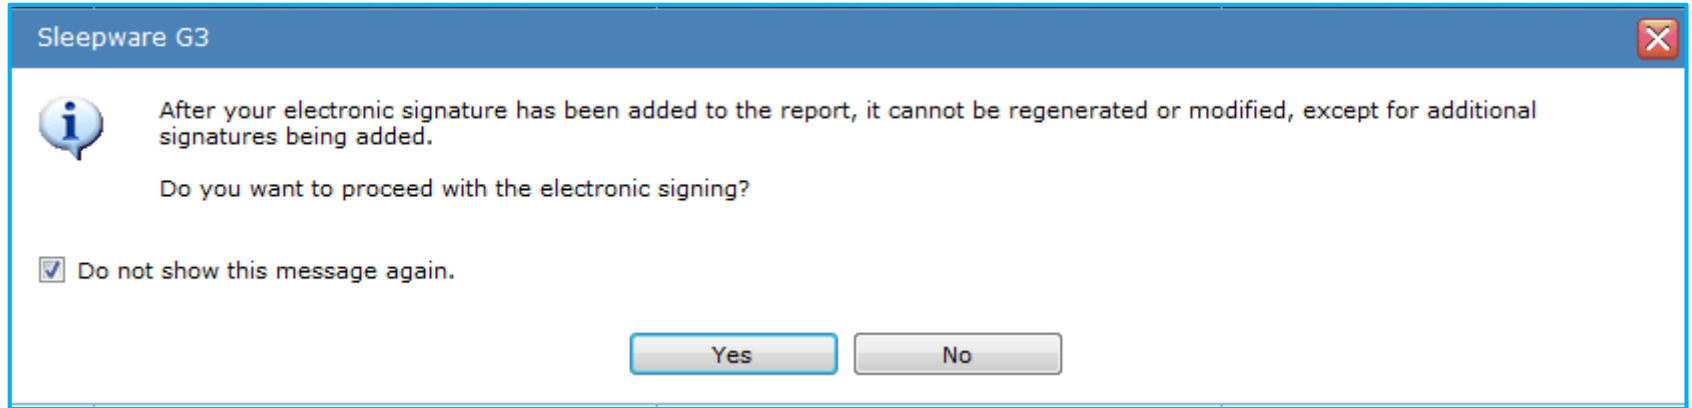 Sleepware G3
After your electronic signature has been added to the report, it cannot be regenerated or modified, except for additional
signatures being added.
Do you want to proceed with the electronic signing?
Do not show this message again.
Yes
No